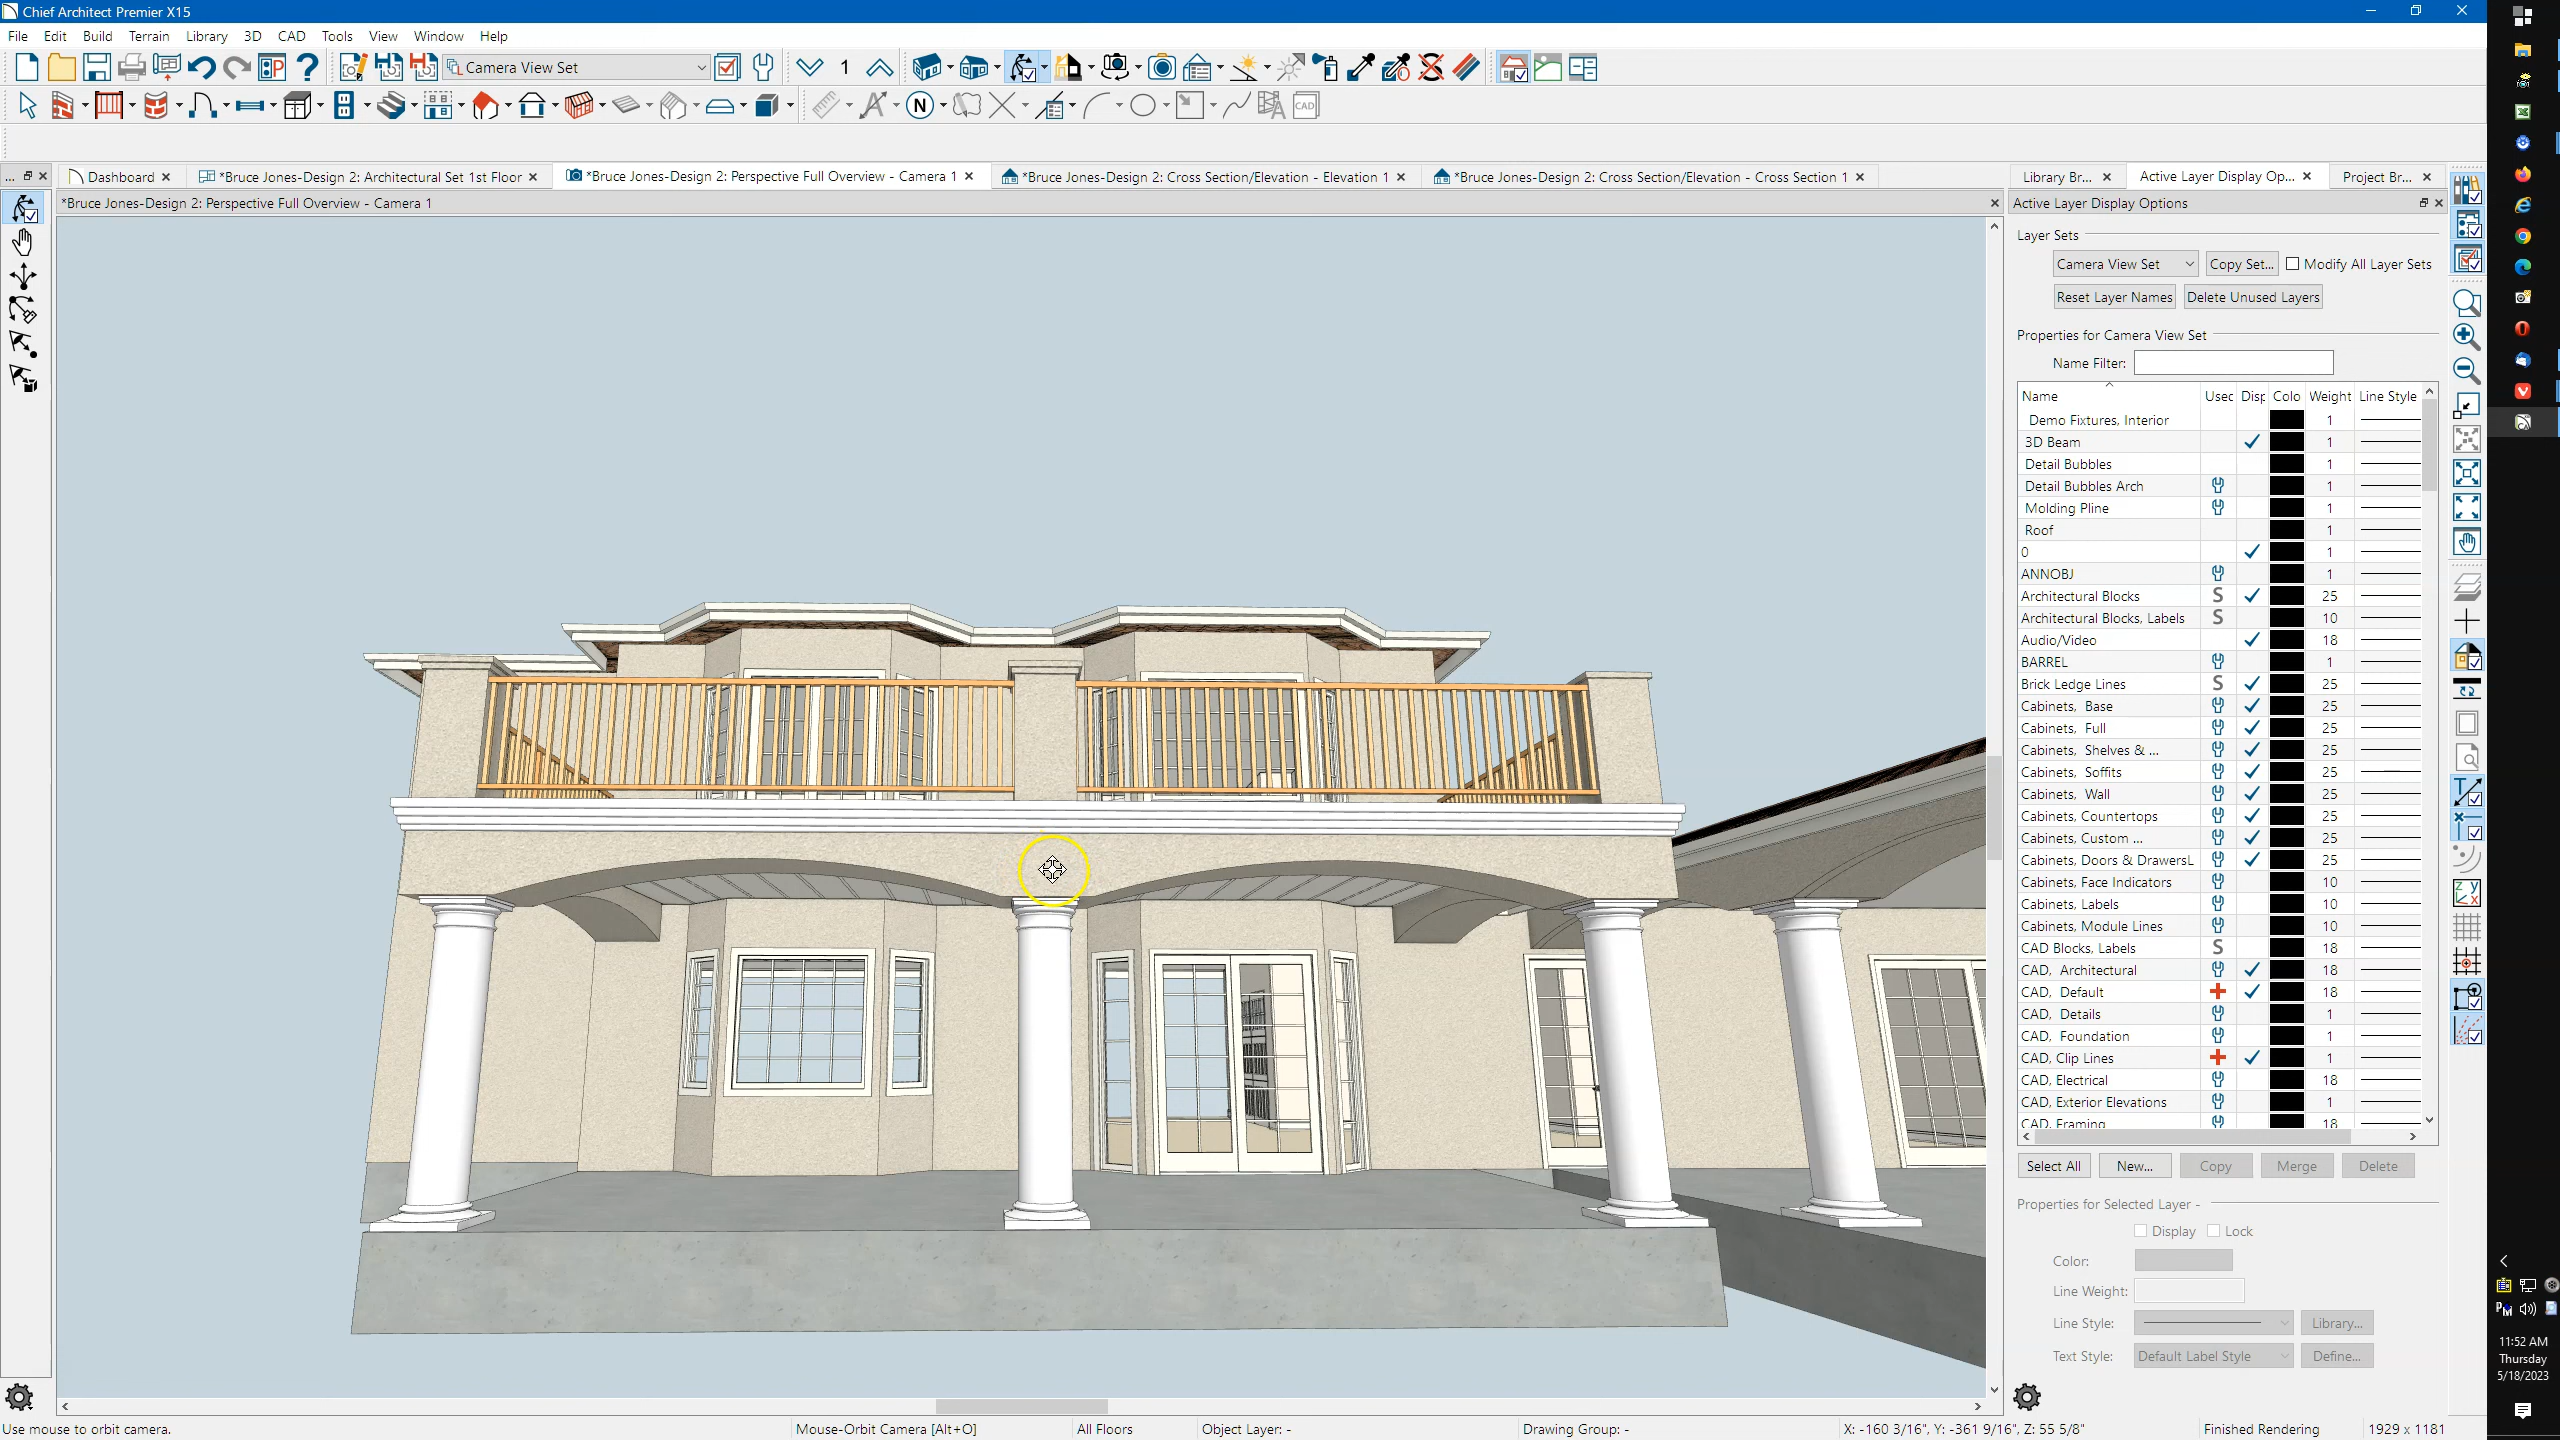 Chief Architect Premier X15
File Edit Build Terrain Library 3D CAD Tools View Window Help
Camera View Set
1
N
CAD
... Dashboard
*Bruce Jones-Design 2: Architectural Set 1st Floor
*Bruce Jones-Design 2: Perspective Full Overview - Camera 1
*Bruce Jones-Design 2: Cross Section/Elevation - Elevation 1
*Bruce Jones-Design 2: Cross Section/Elevation - Cross Section 1
Library Br...
Active Layer Display Op...
Project Br...
*Bruce Jones-Design 2: Perspective Full Overview - Camera 1
Active Layer Display Options
Layer Sets
Camera View Set Copy Set... Modify All Layer Sets
Reset Layer Names Delete Unused Layers
Properties for Camera View Set
Name Filter:
Name Usec Disp Colo Weight Line Style
Demo Fixtures, Interior 1
3D Beam 1
Detail Bubbles 1
Detail Bubbles Arch 1
Molding Pline 1
Roof 1
0 1
ANNOBJ 1
Architectural Blocks S 25
Architectural Blocks, Labels S 10
Audio/Video 18
BARREL 1
Brick Ledge Lines S 25
Cabinets, Base 25
Cabinets, Full 25
Cabinets, Shelves & ... 25
Cabinets, Soffits 25
Cabinets, Wall 25
Cabinets, Countertops 25
Cabinets, Custom ... 25
Cabinets, Doors & DrawersL 25
Cabinets, Face Indicators 10
Cabinets, Labels 10
Cabinets, Module Lines 10
CAD Blocks, Labels S 18
CAD, Architectural 18
CAD, Default 18
CAD, Details 1
CAD, Foundation 1
CAD, Clip Lines 1
CAD, Electrical 18
CAD, Exterior Elevations 1
CAD, Framing 18
Select All New... Copy Merge Delete
Properties for Selected Layer -
Display Lock
Color:
Line Weight:
Line Style: Library...
Text Style: Default Label Style Define...
11:52 AM
Thursday
5/18/2023
Use mouse to orbit camera. Mouse-Orbit Camera [Alt+O] All Floors Object Layer: - Drawing Group: - X: -160 3/16", Y: -361 9/16", Z: 55 5/8" Finished Rendering 1929 x 1181